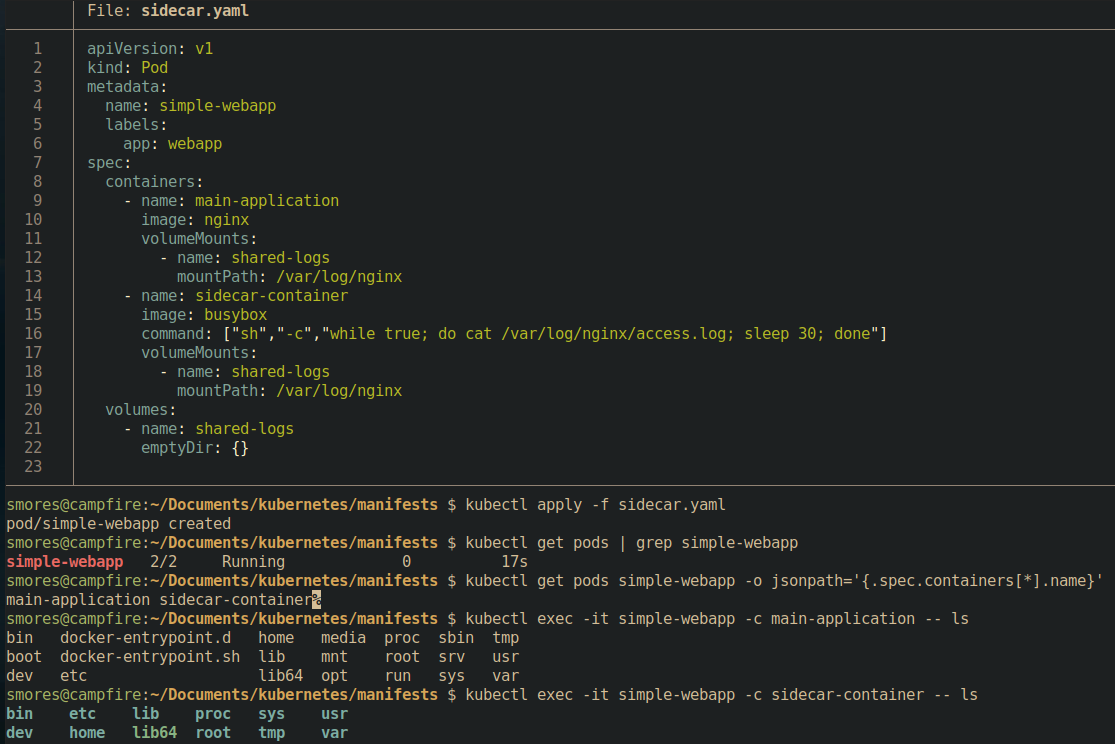 File: sidecar.yaml
1 apiVersion: v1
2 kind: Pod
3 metadata:
4   name: simple-webapp
5   labels:
6     app: webapp
7 spec:
8   containers:
9     - name: main-application
10       image: nginx
11       volumeMounts:
12         - name: shared-logs
13           mountPath: /var/log/nginx
14     - name: sidecar-container
15       image: busybox
16       command: ["sh","-c","while true; do cat /var/log/nginx/access.log; sleep 30; done"]
17       volumeMounts:
18         - name: shared-logs
19           mountPath: /var/log/nginx
20   volumes:
21     - name: shared-logs
22       emptyDir: {}
23
smores@campfire:~/Documents/kubernetes/manifests $ kubectl apply -f sidecar.yaml
pod/simple-webapp created
smores@campfire:~/Documents/kubernetes/manifests $ kubectl get pods | grep simple-webapp
simple-webapp   2/2     Running             0          17s
smores@campfire:~/Documents/kubernetes/manifests $ kubectl get pods simple-webapp -o jsonpath='{.spec.containers[*].name}'
main-application sidecar-container%
smores@campfire:~/Documents/kubernetes/manifests $ kubectl exec -it simple-webapp -c main-application -- ls
bin   docker-entrypoint.d   home   media  proc  sbin  tmp
boot  docker-entrypoint.sh  lib    mnt    root  srv   usr
dev   etc                   lib64  opt    run   sys   var
smores@campfire:~/Documents/kubernetes/manifests $ kubectl exec -it simple-webapp -c sidecar-container -- ls
bin    etc    lib    proc   sys    usr
dev    home   lib64  root   tmp    var